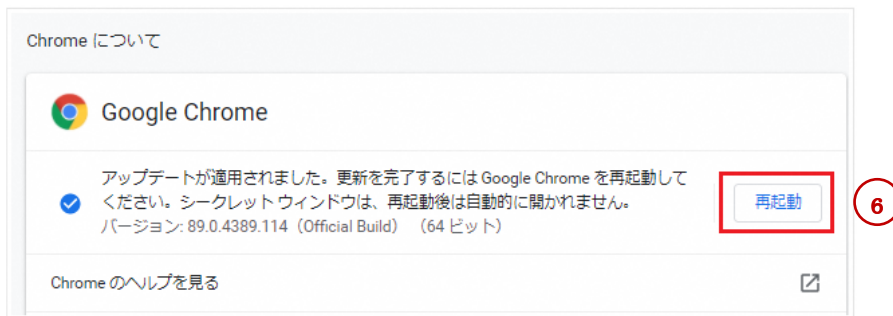 Chrome について
Google Chrome
アップデートが適用されました。更新を完了するには Google Chrome を再起動して
ください。シークレット ウィンドウは、再起動後は自動的に開かれません。
バージョン: 89.0.4389.114（Official Build） （64 ビット）
再起動
6
Chrome のヘルプを見る